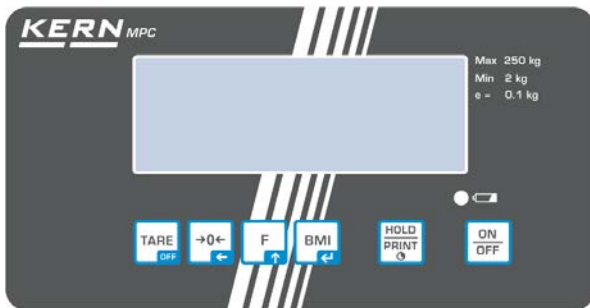 KERN MPC
Max 250 kg
Min 2 kg
e = 0.1 kg
TARE
OFF
→0←
F
BMI
HOLD
PRINT
ON
OFF